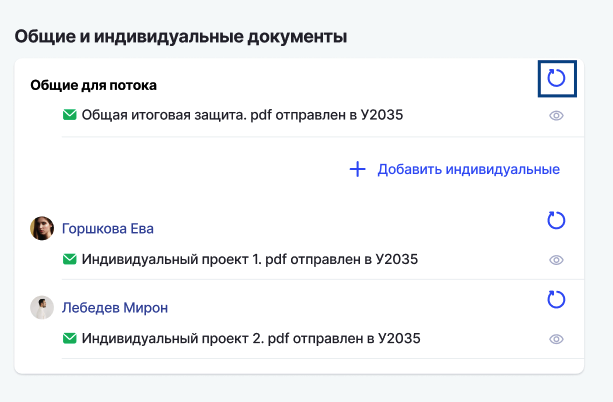 Общие и индивидуальные документы
Общие для потока
Общая итоговая защита. pdf отправлен в У2035
Добавить индивидуальные
Горшкова Ева
Индивидуальный проект 1. pdf отправлен в У2035
Лебедев Мирон
Индивидуальный проект 2. pdf отправлен в У2035